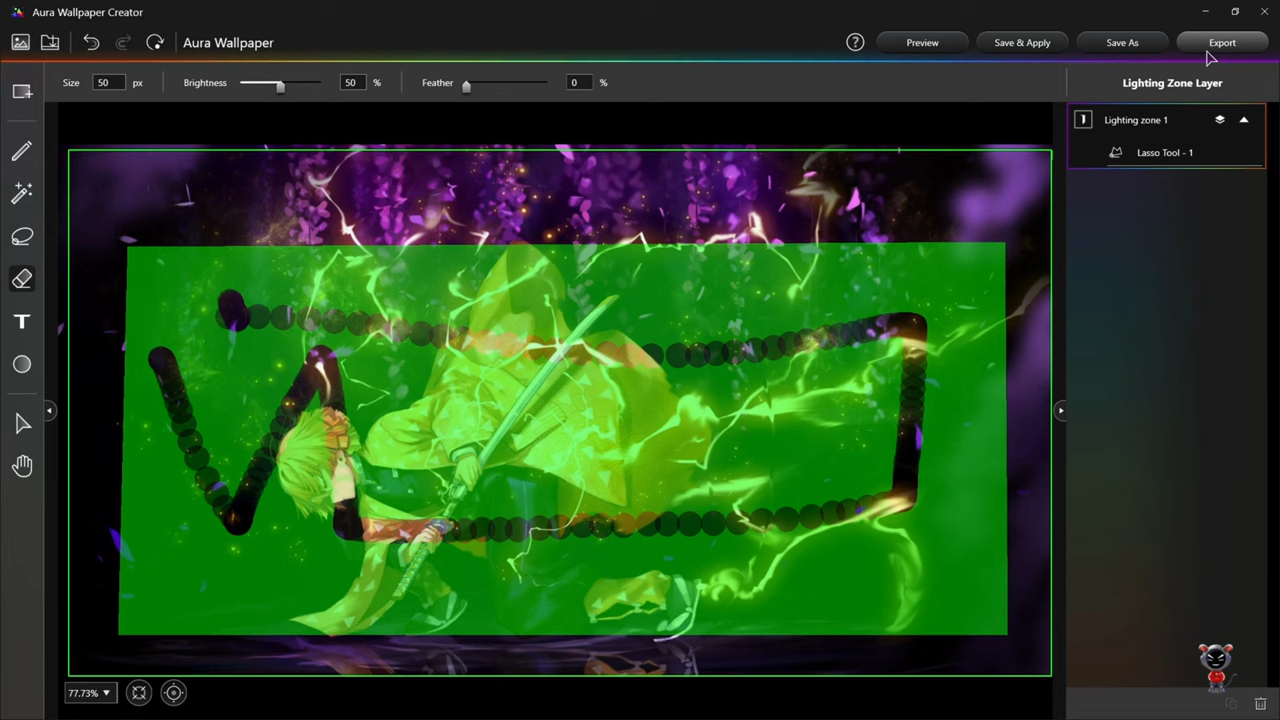 Aura Wallpaper Creator
Aura Wallpaper
Preview
Save & Apply
Save As
Export
Size 50 px
Brightness 50 %
Feather 0 %
Lighting Zone Layer
Lighting zone 1
Lasso Tool - 1
77.73%